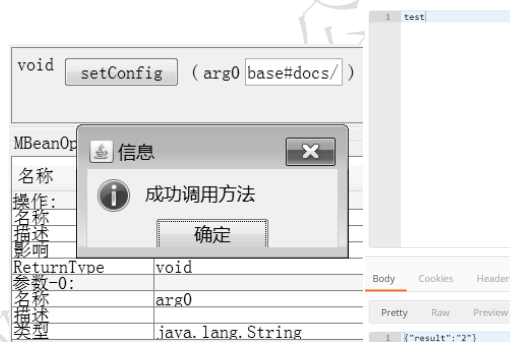 void setConfig ( arg0 base#docs/ )
MBeanOp
名称
操作:
名称
描述
影响
ReturnType void
参数-0:
名称 arg0
描述
类型 java.lang.String
信息
成功调用方法
确定
1 test
Body Cookies Header
Pretty Raw Preview
1 {"result":"2"}